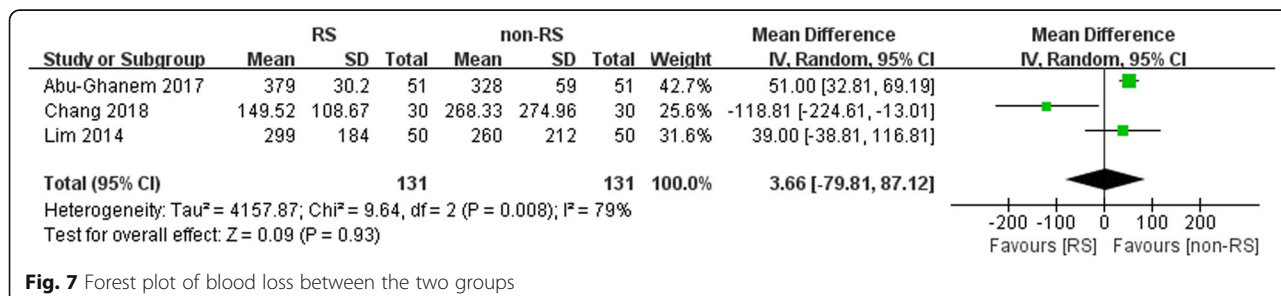 RS non-RS Mean Difference Mean Difference
Study or Subgroup Mean SD Total Mean SD Total Weight IV, Random, 95% CI IV, Random, 95% CI
Abu-Ghanem 2017 379 30.2 51 328 59 51 42.7% 51.00 [32.81, 69.19]
Chang 2018 149.52 108.67 30 268.33 274.96 30 25.6% -118.81 [-224.61, -13.01]
Lim 2014 299 184 50 260 212 50 31.6% 39.00 [-38.81, 116.81]
Total (95% CI) 131 131 100.0% 3.66 [-79.81, 87.12]
Heterogeneity: Tau² = 4157.87; Chi² = 9.64, df = 2 (P = 0.008); I² = 79%
Test for overall effect: Z = 0.09 (P = 0.93)
-200 -100 0 100 200
Favours [RS] Favours [non-RS]
Fig. 7 Forest plot of blood loss between the two groups